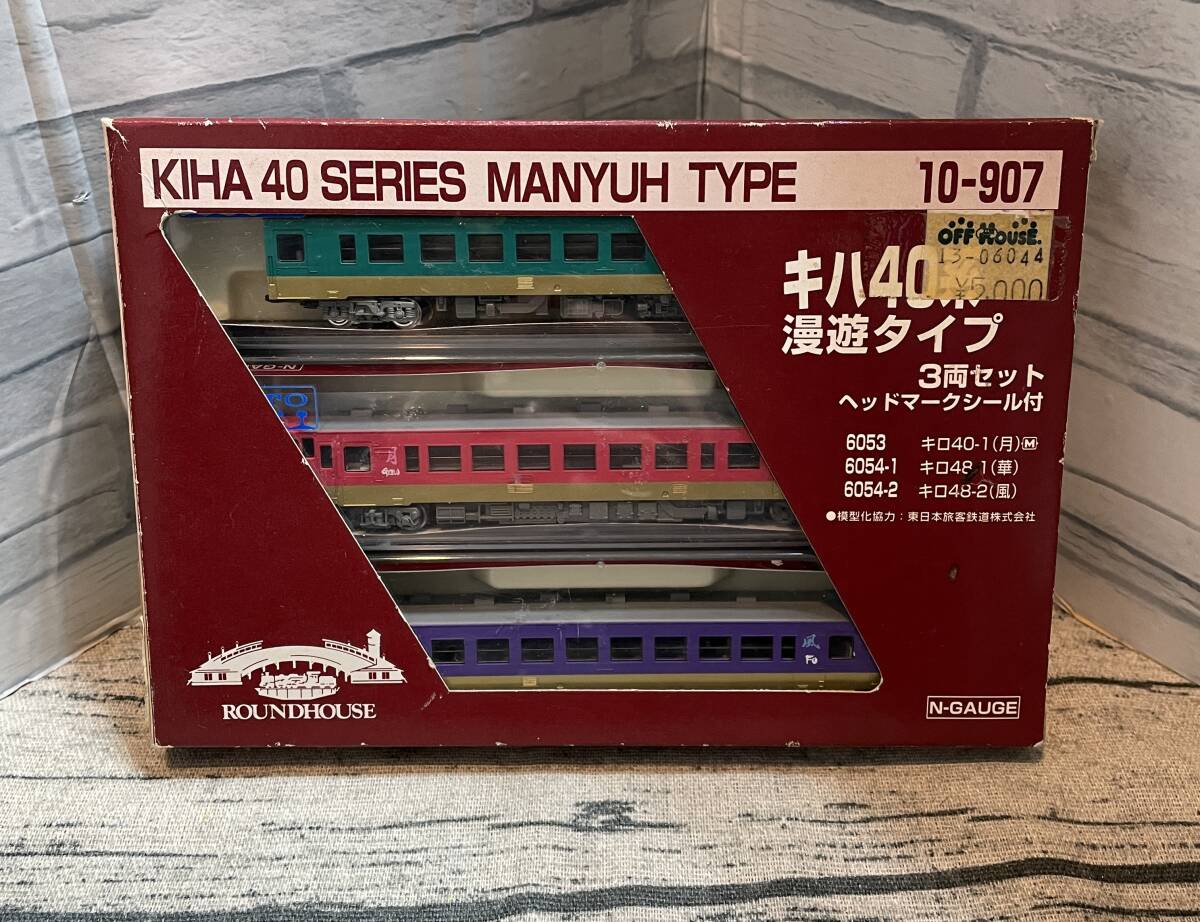 KIHA 40 SERIES MANYUH TYPE 10-907
OFF HOUSE.
13-06044
¥5,000
キハ40系
漫遊タイプ
3両セット
ヘッドマークシール付
6053 キロ40-1(月)M
6054-1 キロ48-1(華)
6054-2 キロ48-2(風)
●模型化協力:東日本旅客鉄道株式会社
月
風
Fu
ROUNDHOUSE
N-GAUGE